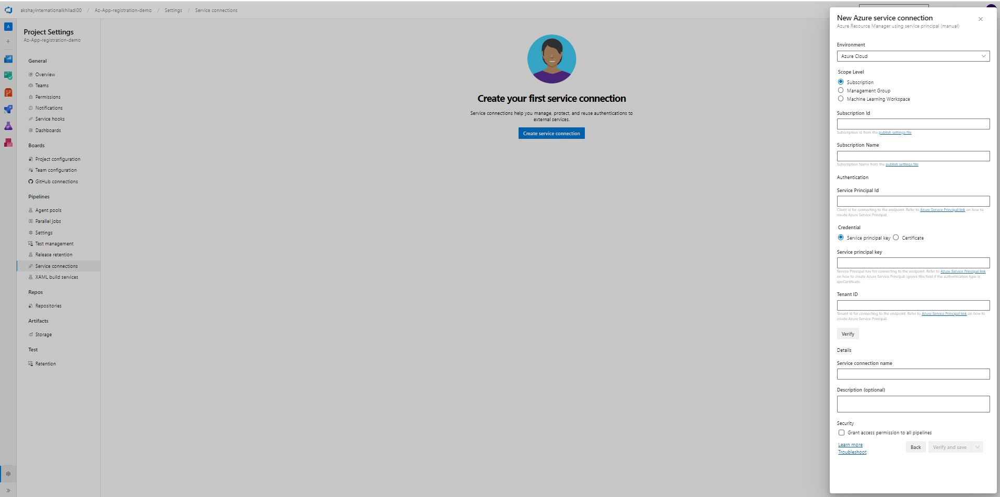 akshayinternationalkhiladi00 / Az-App-registration-demo / Settings / Service connections
A
Project Settings
Az-App-registration-demo
General
Overview
Teams
Permissions
Notifications
Service hooks
Dashboards
Boards
Project configuration
Team configuration
GitHub connections
Pipelines
Agent pools
Parallel jobs
Settings
Test management
Release retention
Service connections
XAML build services
Repos
Repositories
Artifacts
Storage
Test
Retention
Create your first service connection
Service connections help you manage, protect, and reuse authentications to
external services.
Create service connection
New Azure service connection
Azure Resource Manager using service principal (manual)
Environment
Azure Cloud
Scope Level
Subscription
Management Group
Machine Learning Workspace
Subscription Id
Subscription Id from the publish settings file
Subscription Name
Subscription Name from the publish settings file
Authentication
Service Principal Id
Client Id for connecting to the endpoint. Refer to Azure Service Principal link on how to
create Azure Service Principal.
Credential
Service principal key Certificate
Service principal key
Service Principal Key for connecting to the endpoint. Refer to Azure Service Principal link
on how to create Azure Service Principal. Ignore this field if the authentication type is
spnCertificate.
Tenant ID
Tenant Id for connecting to the endpoint. Refer to Azure Service Principal link on how to
create Azure Service Principal.
Verify
Details
Service connection name
Description (optional)
Security
Grant access permission to all pipelines
Learn more
Troubleshoot
Back
Verify and save